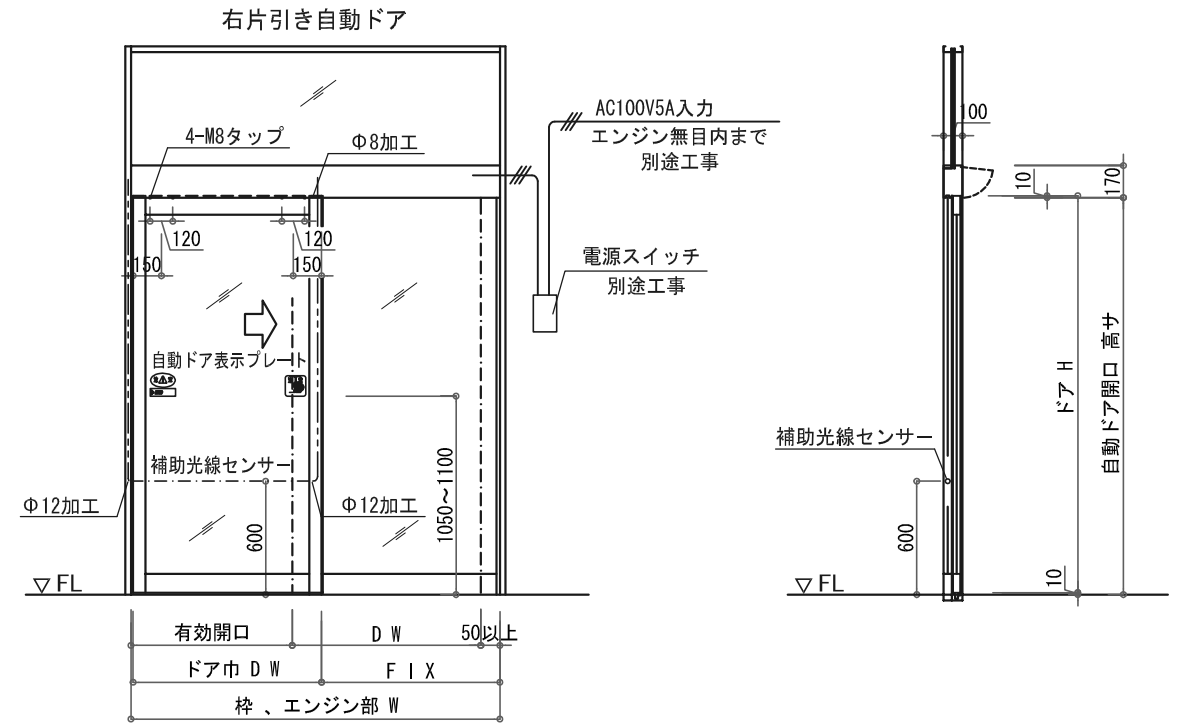 右片引き自動ドア
4-M8タップ
Φ8加工
AC100V5A入力
エンジン無目内まで
別途工事
120
120
150
150
電源スイッチ
別途工事
自動ドア表示プレート
補助光線センサー
Φ12加工
Φ12加工
600
1050～1100
▽FL
有効開口
DW
50以上
ドア巾 DW
FIX
枠、エンジン部 W
100
10
170
ドア H
自動ドア開口 高サ
補助光線センサー
600
10
▽FL